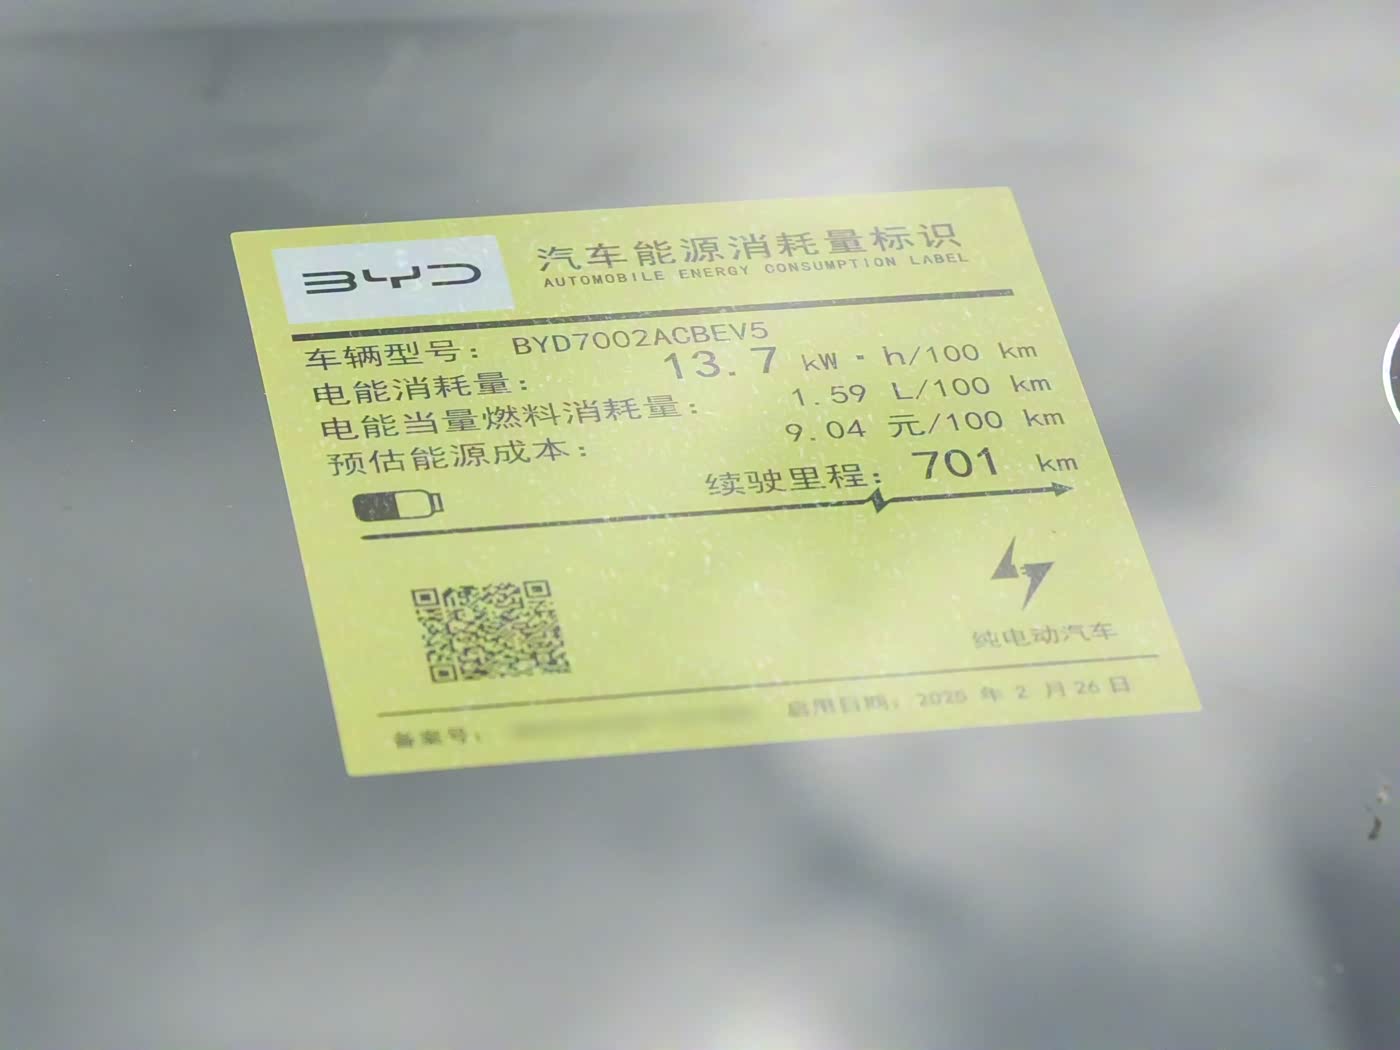 BYD
汽车能源消耗量标识
AUTOMOBILE ENERGY CONSUMPTION LABEL
车辆型号: BYD7002ACBEV5
电能消耗量: 13.7 kW·h/100 km
电能当量燃料消耗量: 1.59 L/100 km
预估能源成本: 9.04 元/100 km
续驶里程: 701 km
纯电动汽车
备案号:
启用日期: 2025 年 2 月 26 日